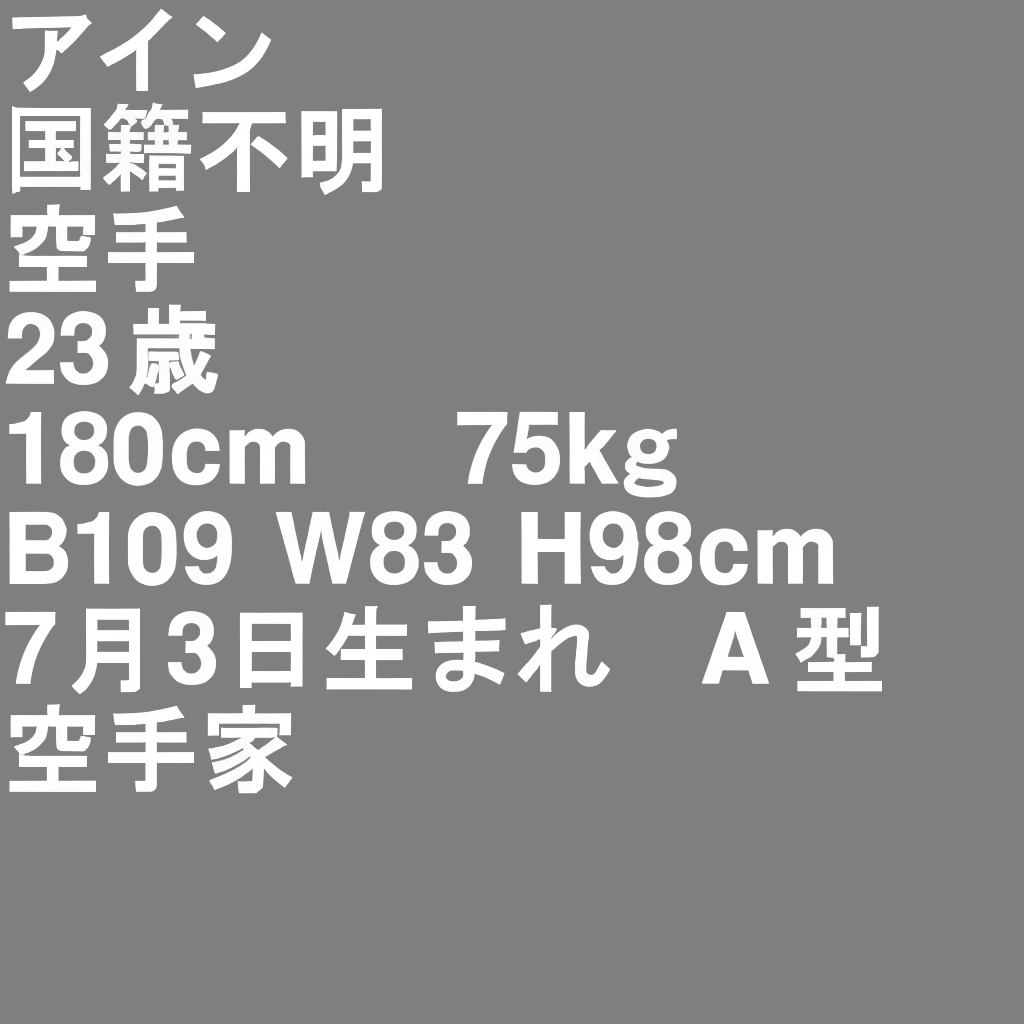 アイン
国籍不明
空手
23歳
180cm　75kg
B109 W83 H98cm
7月3日生まれ　A型
空手家